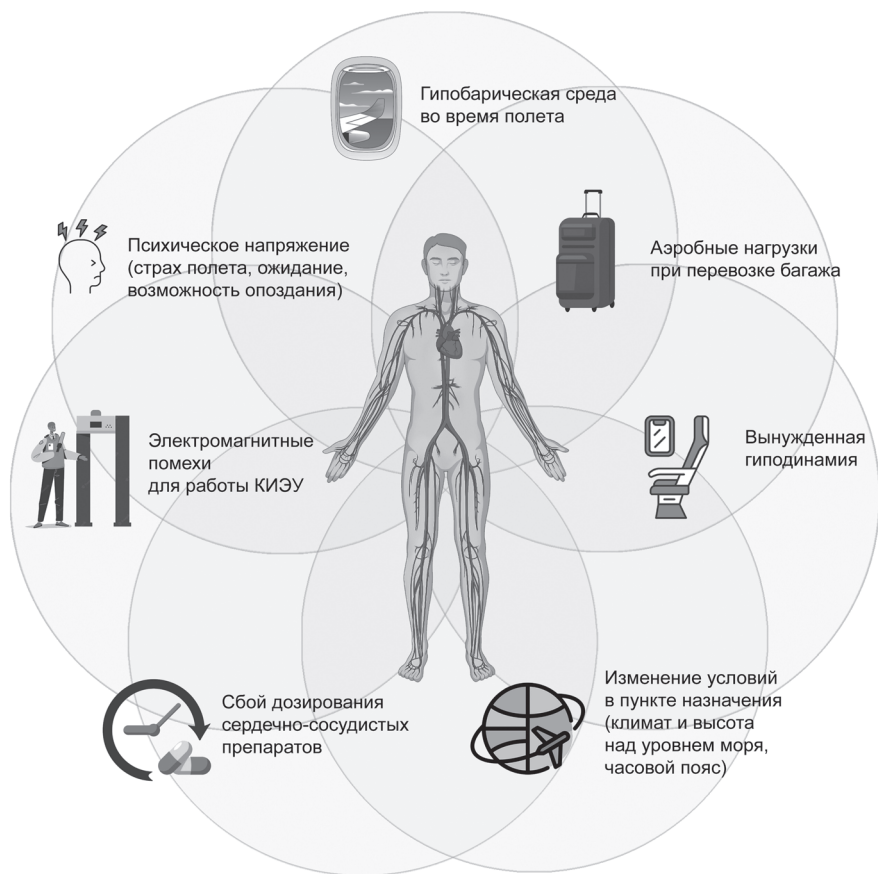 Гипобарическая среда
во время полета
Психическое напряжение
(страх полета, ожидание,
возможность опоздания)
Аэробные нагрузки
при перевозке багажа
Электромагнитные
помехи
для работы КИЭУ
Вынужденная
гиподинамия
Сбой дозирования
сердечно-сосудистых
препаратов
Изменение условий
в пункте назначения
(климат и высота
над уровнем моря,
часовой пояс)